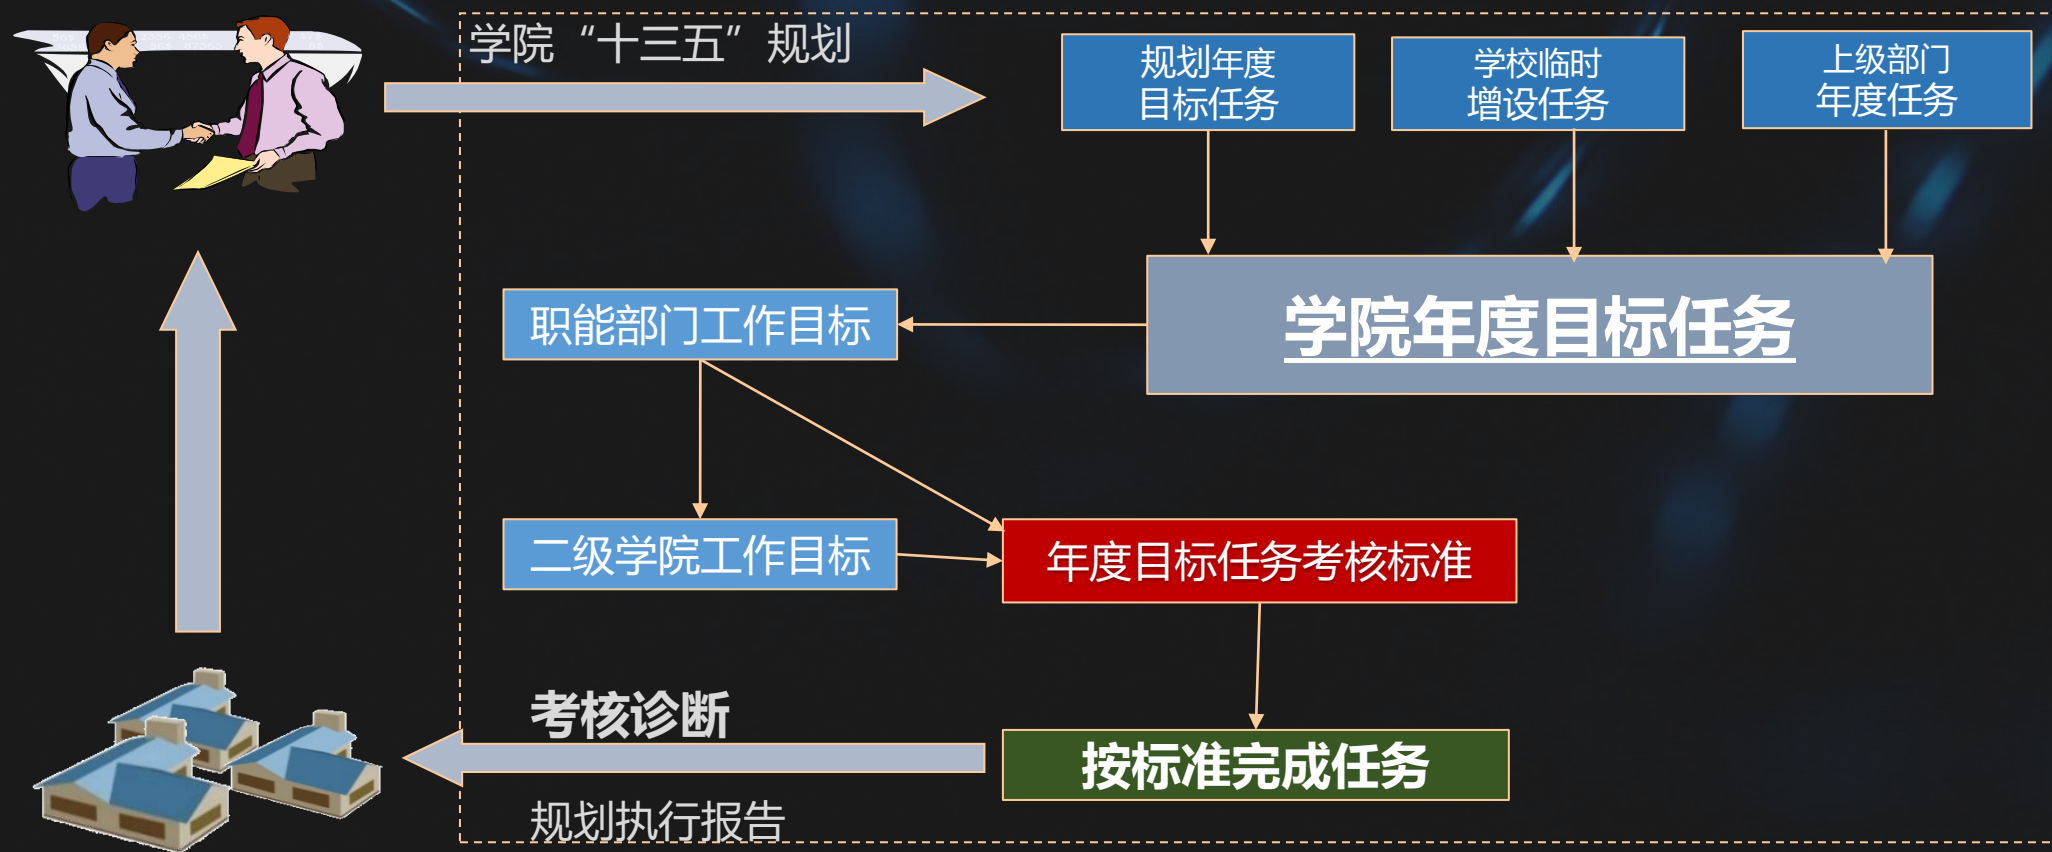 学院“十三五”规划
规划年度
目标任务
学校临时
增设任务
上级部门
年度任务
学院年度目标任务
职能部门工作目标
二级学院工作目标
年度目标任务考核标准
考核诊断
按标准完成任务
规划执行报告